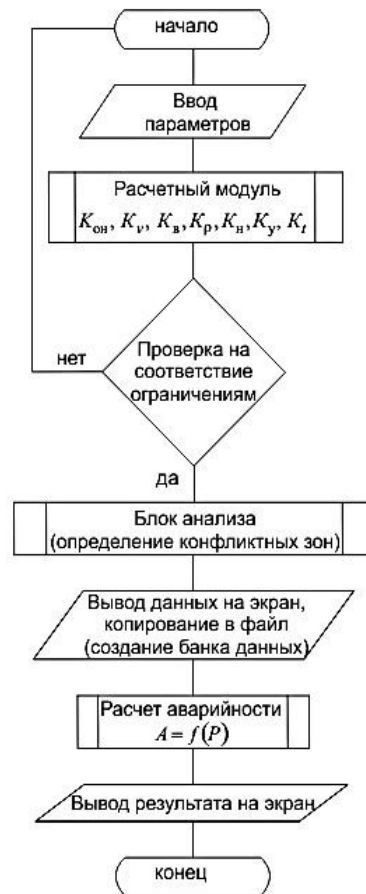 начало
Ввод
параметров
Расчетный модуль
Kон, Kv, Kв, Kр, Kн, Kу, Kt
Проверка на
соответствие
ограничениям
нет
да
Блок анализа
(определение конфликтных зон)
Вывод данных на экран,
копирование в файл
(создание банка данных)
Расчет аварийности
A = f(P)
Вывод результата на экран
конец